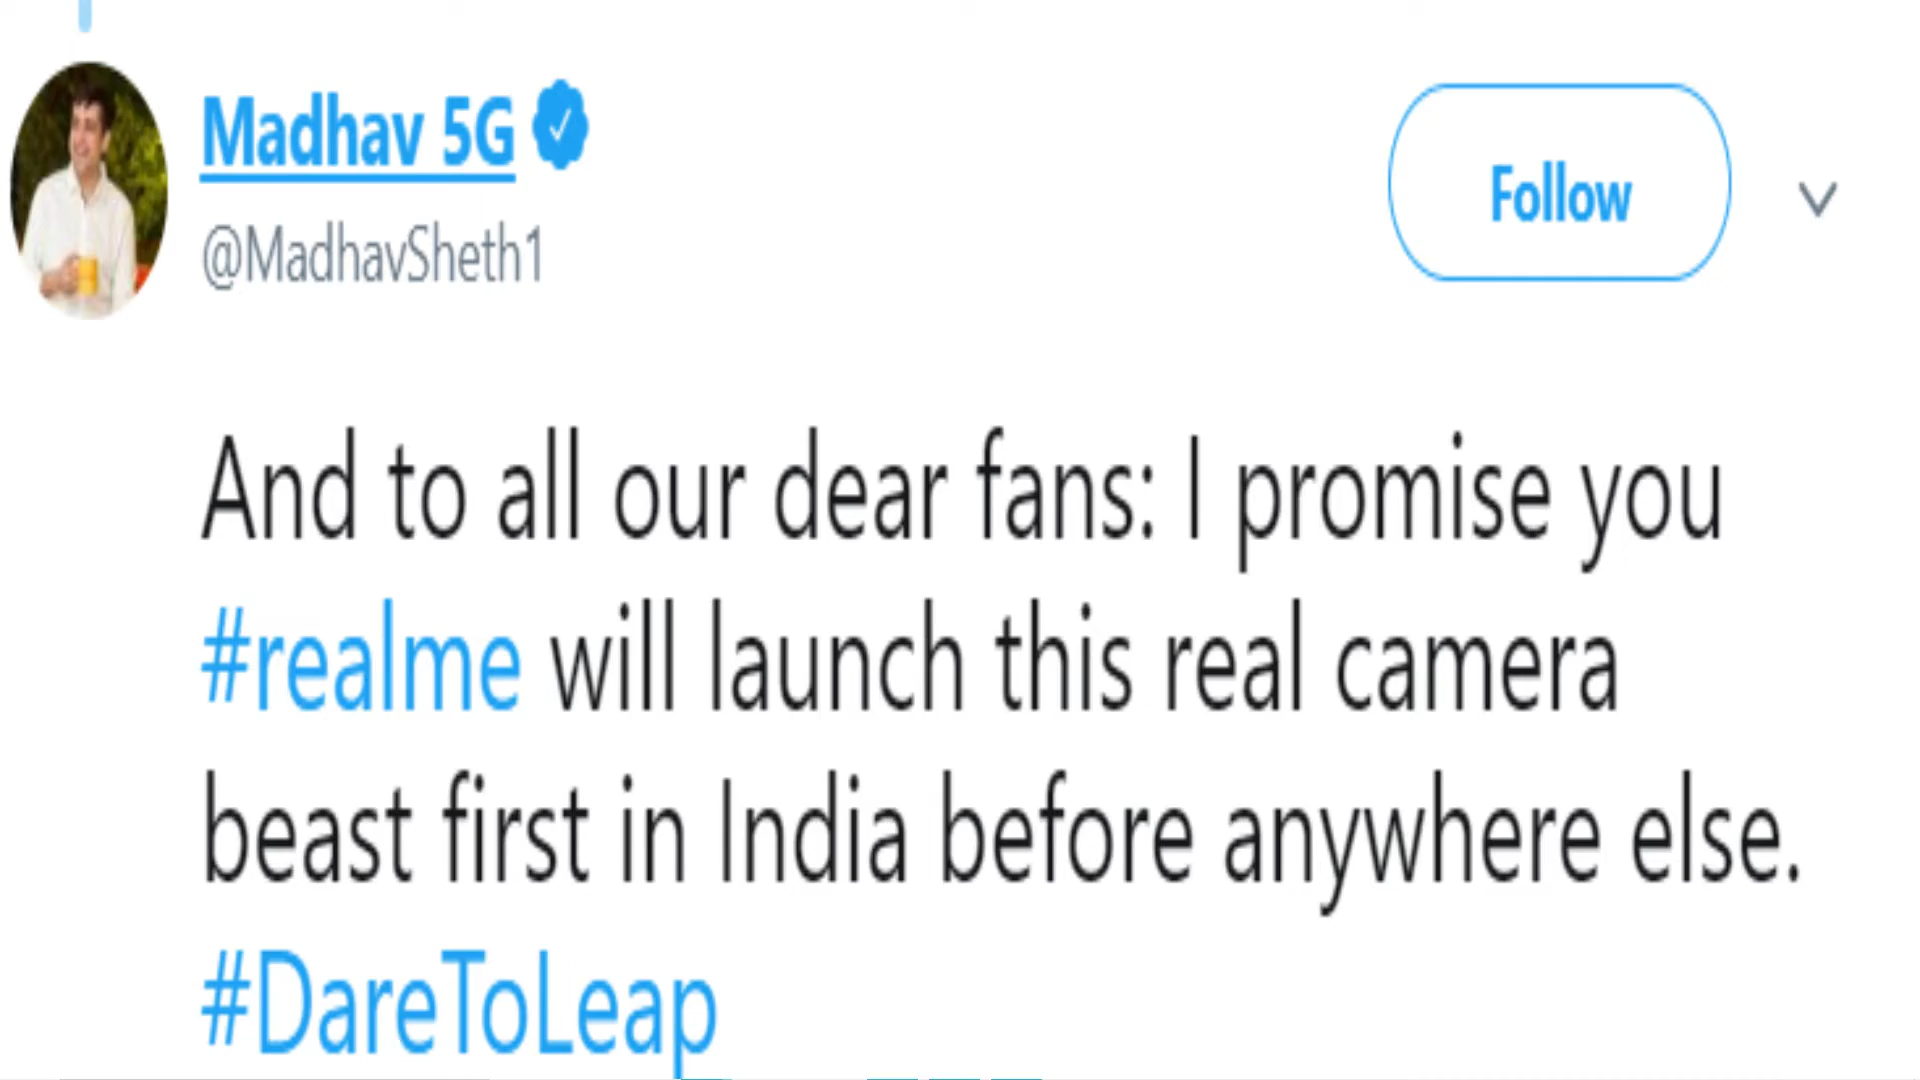 Madhav 5G
@MadhavSheth1
Follow
And to all our dear fans: I promise you
#realme will launch this real camera
beast first in India before anywhere else.
#DareToLeap